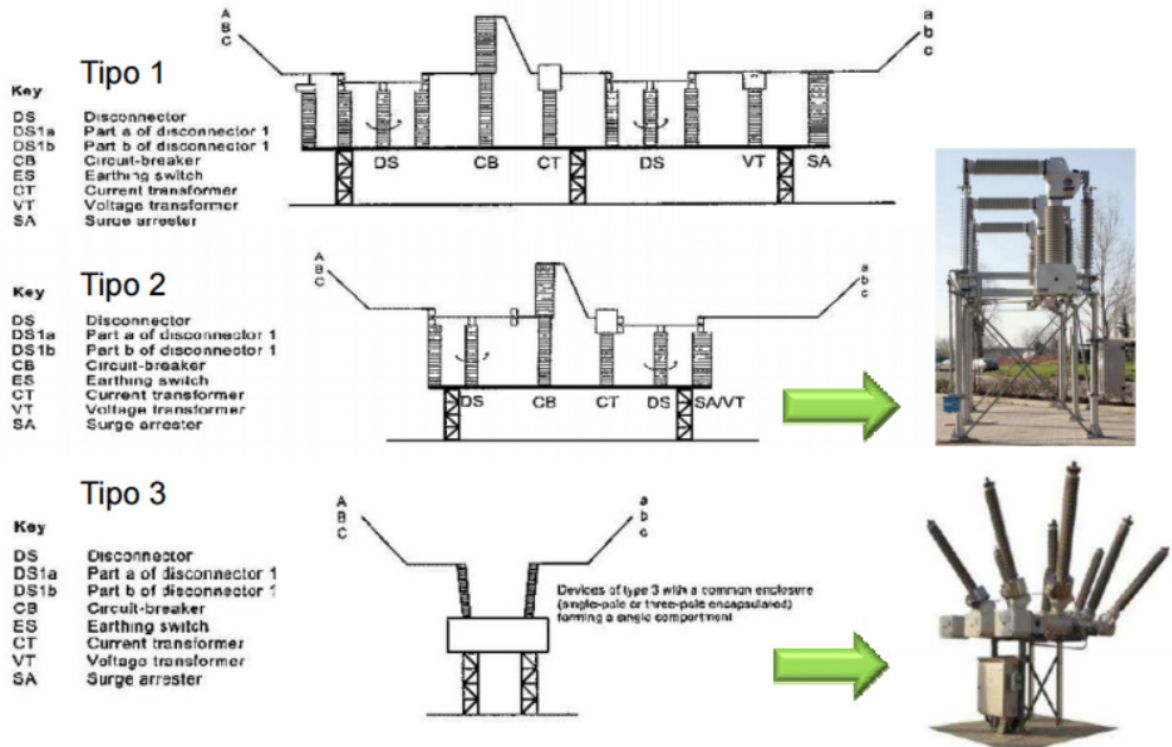 A
B
C
a
b
c
Tipo 1
Key
DS Disconnector
DS1a Part a of disconnector 1
DS1b Part b of disconnector 1
CB Circuit-breaker
ES Earthing switch
CT Current transformer
VT Voltage transformer
SA Surge arrester
DS CB CT DS VT SA
A
B
C
a
b
c
Tipo 2
Key
DS Disconnector
DS1a Part a of disconnector 1
DS1b Part b of disconnector 1
CB Circuit-breaker
ES Earthing switch
CT Current transformer
VT Voltage transformer
SA Surge arrester
DS CB CT DS SA/VT
Tipo 3
A
B
C
a
b
c
Key
DS Disconnector
DS1a Part a of disconnector 1
DS1b Part b of disconnector 1
CB Circuit-breaker
ES Earthing switch
CT Current transformer
VT Voltage transformer
SA Surge arrester
Devices of type 3 with a common enclosure
(single-pole or three-pole encapsulated)
forming a single compartment